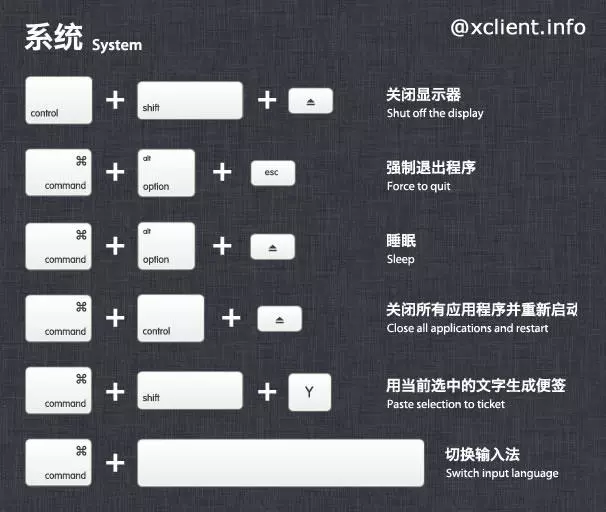 系统 System
@xclient.info
control + shift + ⏏
关闭显示器
Shut off the display
⌘ command + alt option + esc
强制退出程序
Force to quit
⌘ command + alt option + ⏏
睡眠
Sleep
⌘ command + control + ⏏
关闭所有应用程序并重新启动
Close all applications and restart
⌘ command + shift + Y
用当前选中的文字生成便签
Paste selection to ticket
⌘ command +
切换输入法
Switch input language